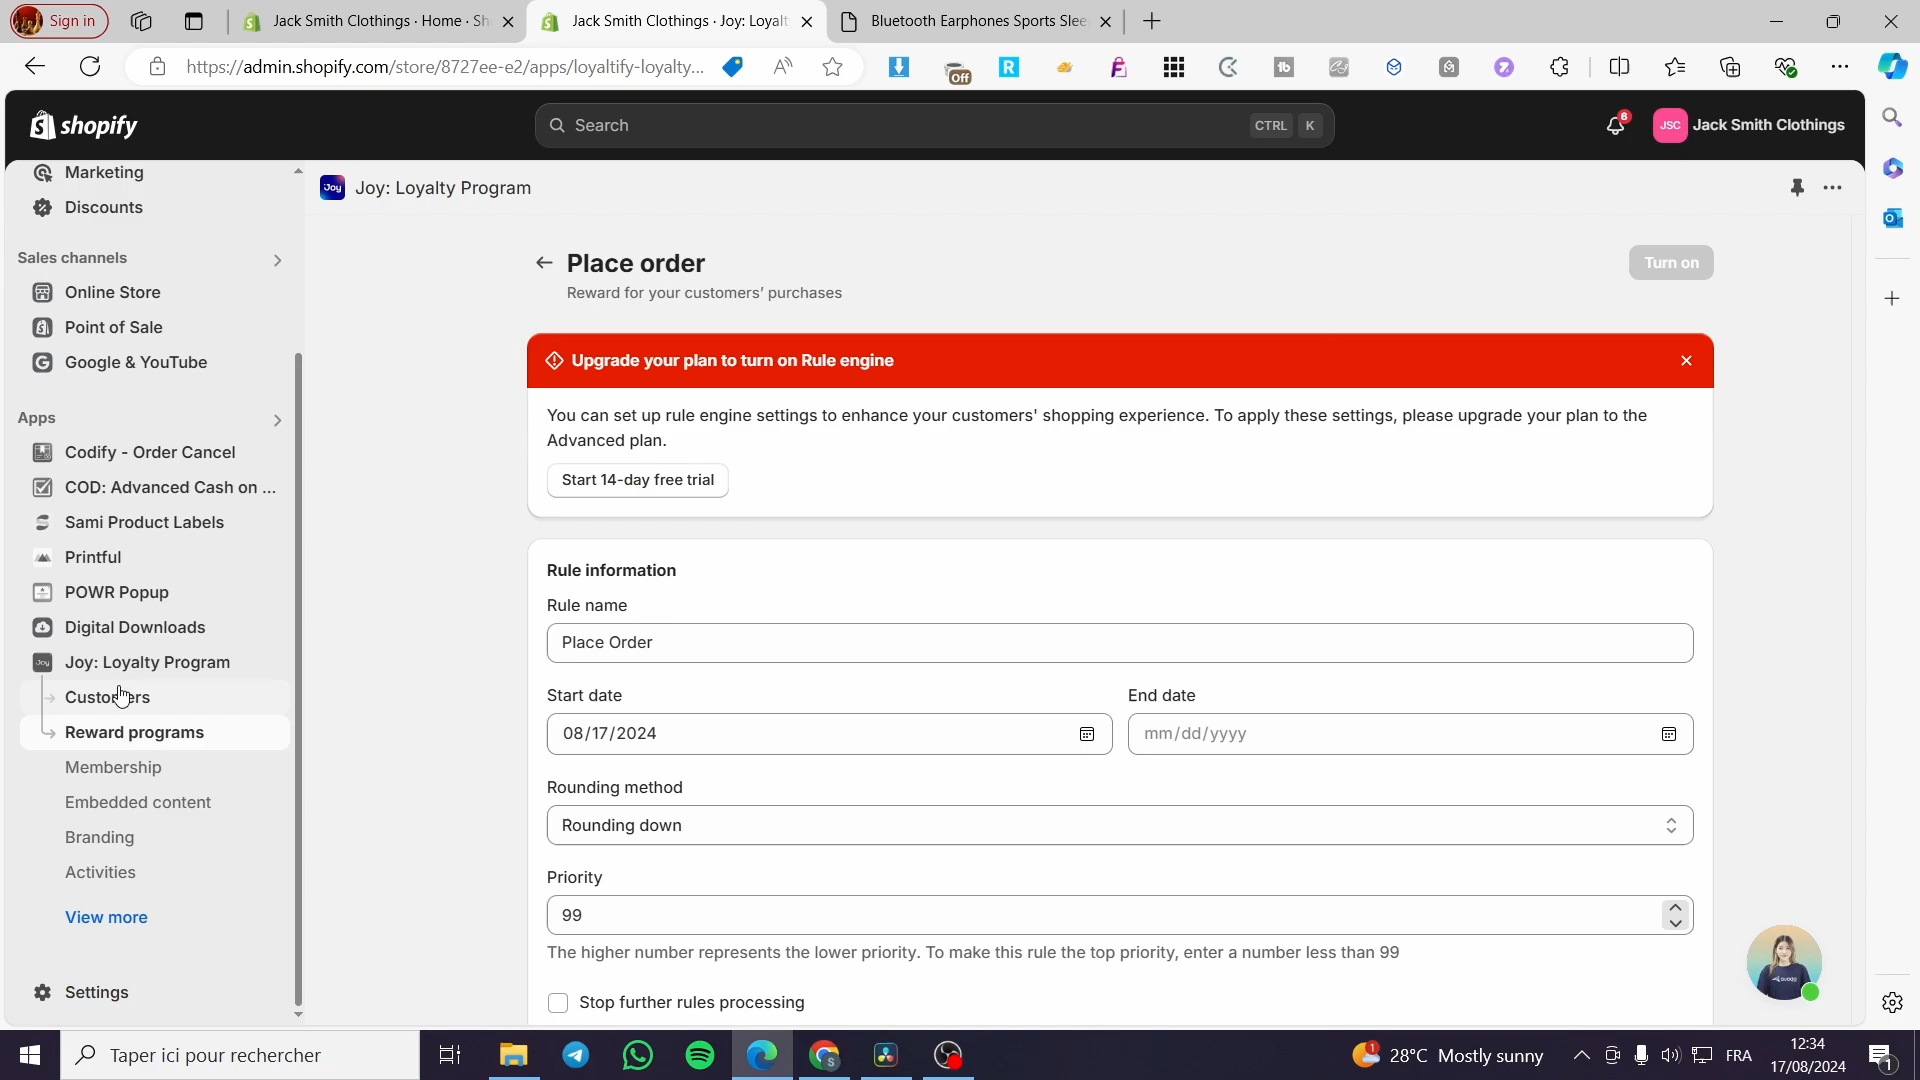 Sign in
Jack Smith Clothings · Home · Sh
Jack Smith Clothings · Joy: Loyalt
Bluetooth Earphones Sports Slee
https://admin.shopify.com/store/8727ee-e2/apps/loyaltify-loyalty...
Off
shopify
Search
CTRL K
6
JSC
Jack Smith Clothings
Marketing
Discounts
Sales channels
Online Store
Point of Sale
Google & YouTube
Apps
Codify - Order Cancel
COD: Advanced Cash on ...
Sami Product Labels
Printful
POWR Popup
Digital Downloads
Joy: Loyalty Program
Customers
Reward programs
Membership
Embedded content
Branding
Activities
View more
Settings
Joy
Joy: Loyalty Program
Place order
Reward for your customers' purchases
Turn on
Upgrade your plan to turn on Rule engine
You can set up rule engine settings to enhance your customers' shopping experience. To apply these settings, please upgrade your plan to the
Advanced plan.
Start 14-day free trial
Rule information
Rule name
Place Order
Start date
End date
08/17/2024
mm/dd/yyyy
Rounding method
Rounding down
Priority
99
The higher number represents the lower priority. To make this rule the top priority, enter a number less than 99
Stop further rules processing
Taper ici pour rechercher
1
28°C Mostly sunny
FRA
12:34
17/08/2024
1